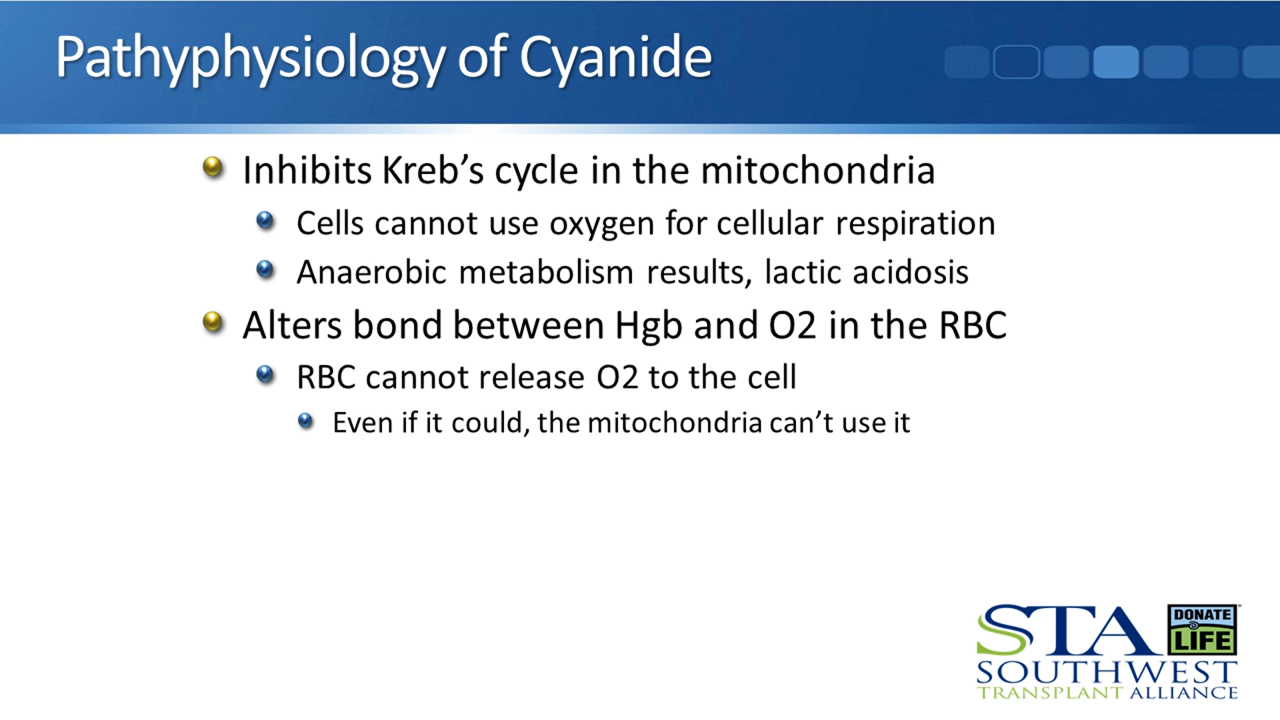 Pathyphysiology of Cyanide
Inhibits Kreb’s cycle in the mitochondria
Cells cannot use oxygen for cellular respiration
Anaerobic metabolism results, lactic acidosis
Alters bond between Hgb and O2 in the RBC
RBC cannot release O2 to the cell
Even if it could, the mitochondria can’t use it
STA
DONATE
LIFE
SOUTHWEST
TRANSPLANT ALLIANCE